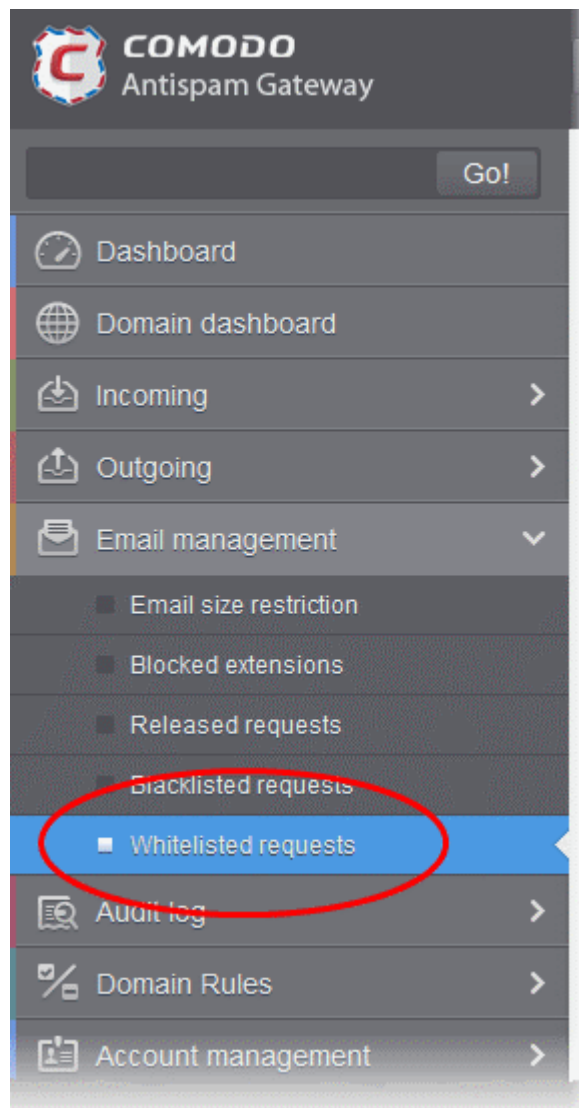 COMODO
Antispam Gateway
Go!
Dashboard
Domain dashboard
Incoming
Outgoing
Email management
Email size restriction
Blocked extensions
Released requests
Blacklisted requests
Whitelisted requests
Audit log
Domain Rules
Account management